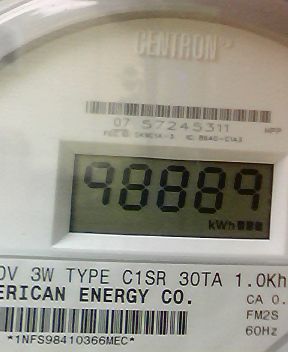 CENTRON
07 57245311 HPP
98889
kWh
0V 3W TYPE C1SR 30TA 1.0Kh
ERICAN ENERGY CO. CA 0.
FM2S
*1NFS98410366MEC* 60Hz